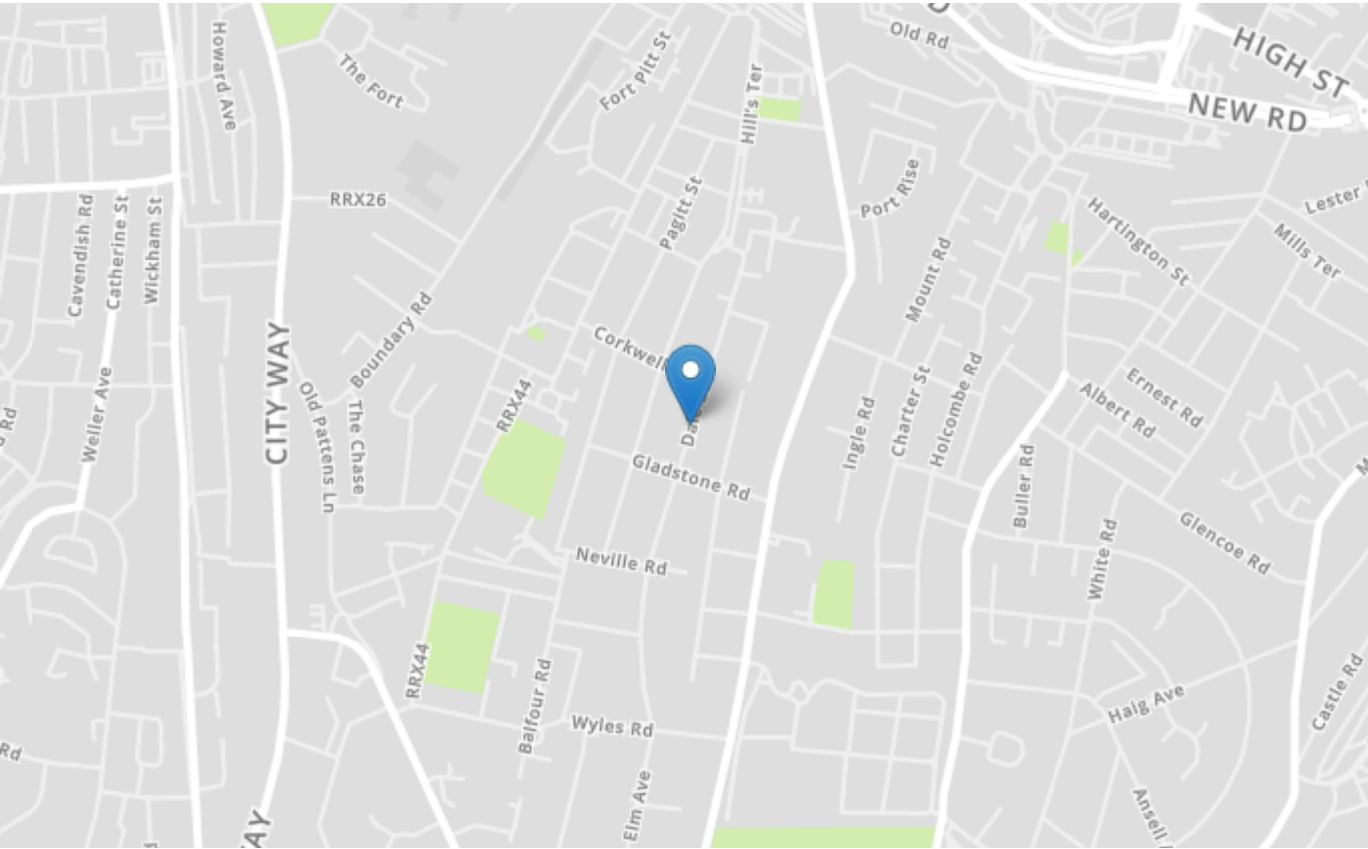 Old Rd
HIGH ST
NEW RD
Howard Ave
The Fort
Fort Pitt St
Hill's Ter
RRX26
Pagitt St
Port Rise
Lester
Cavendish Rd
Catherine St
Wickham St
Hartington St
Mills Ter
Mount Rd
Boundary Rd
CITY WAY
Corkwell
RRX44
Old Pattens Ln
The Chase
Weller Ave
Ingle Rd
Charter St
Holcombe Rd
Ernest Rd
Albert Rd
Gladstone Rd
Buller Rd
Glencoe Rd
Neville Rd
White Rd
RRX44
Balfour Rd
Wyles Rd
Haig Ave
Castle Rd
Rd
Elm Ave
Ansell